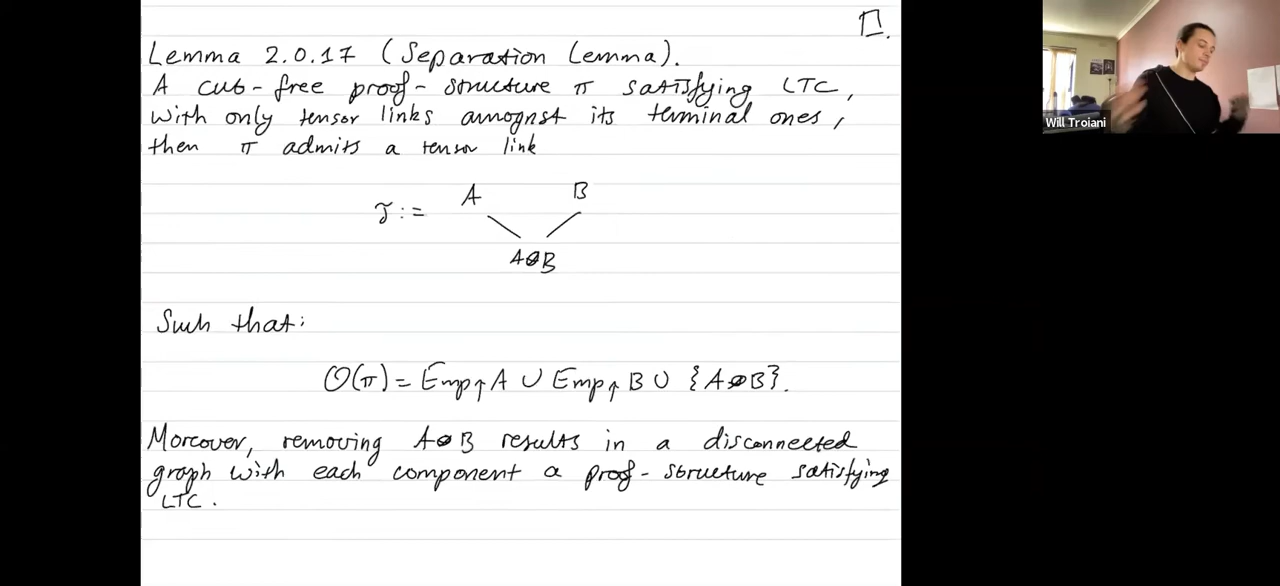 Lemma 2.0.17 (Separation Lemma).
A cut-free proof-structure π satisfying LTC,
with only tensor links amognst its terminal ones,
then π admits a tensor link
A B
τ :=
A⊗B
Such that:
O(π) = Emp↑A ∪ Emp↑B ∪ {A⊗B}.
Moreover, removing A⊗B results in a disconnected
graph with each component a proof-structure satisfying
LTC.
Will Troiani